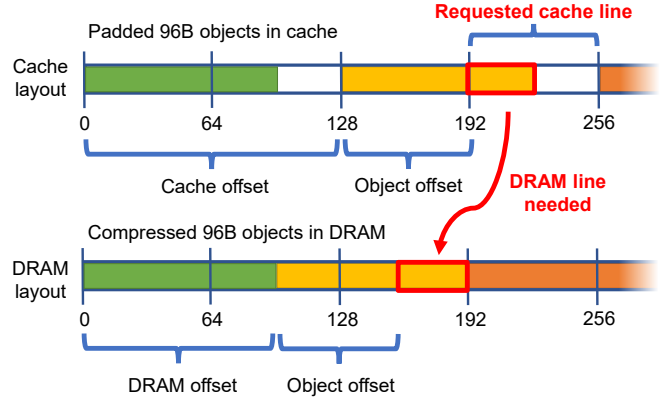 Requested cache line
Padded 96B objects in cache
Cache
layout
0 64 128 192 256
Cache offset
Object offset
DRAM line
needed
Compressed 96B objects in DRAM
DRAM
layout
0 64 128 192 256
DRAM offset
Object offset